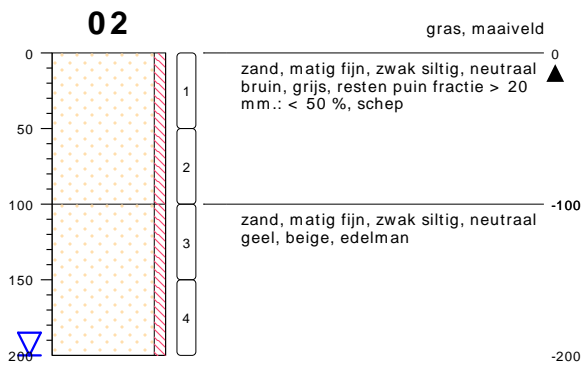 02
gras, maaiveld
0
0
zand, matig fijn, zwak siltig, neutraal
bruin, grijs, resten puin fractie > 20
mm.: < 50 %, schep
1
50
2
100
-100
zand, matig fijn, zwak siltig, neutraal
geel, beige, edelman
3
150
4
200
-200